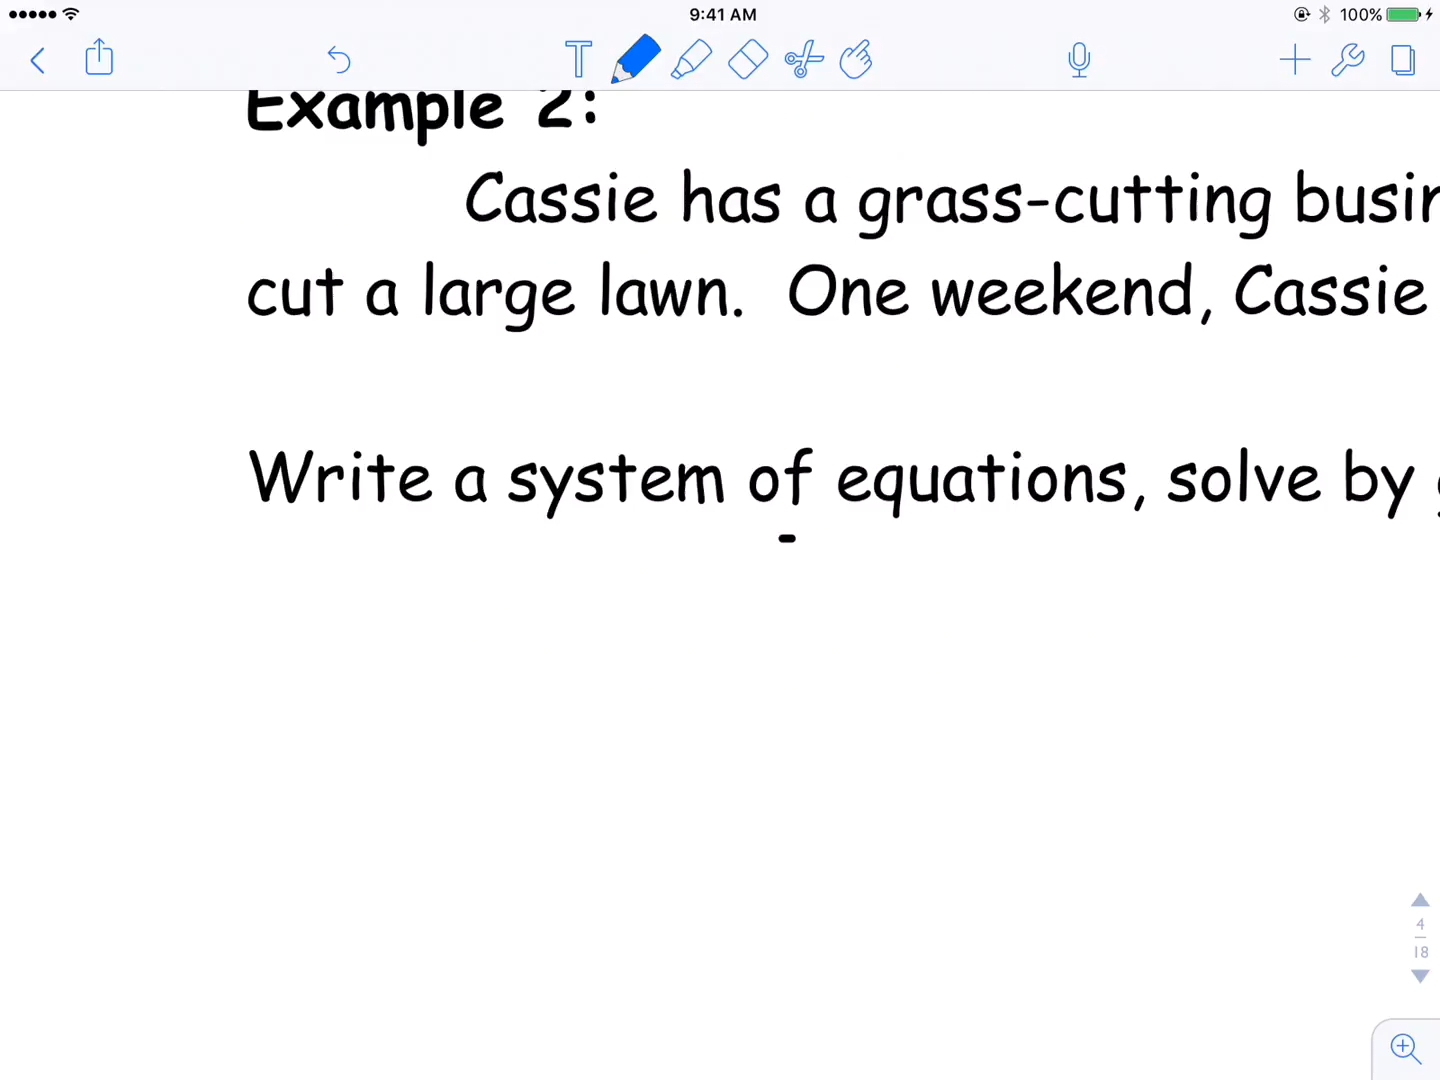 9:41 AM
100%
T
Example 2:
Cassie has a grass-cutting
cut a large lawn. One weekend, Cassie
Write a system of equations, solve by
4
18